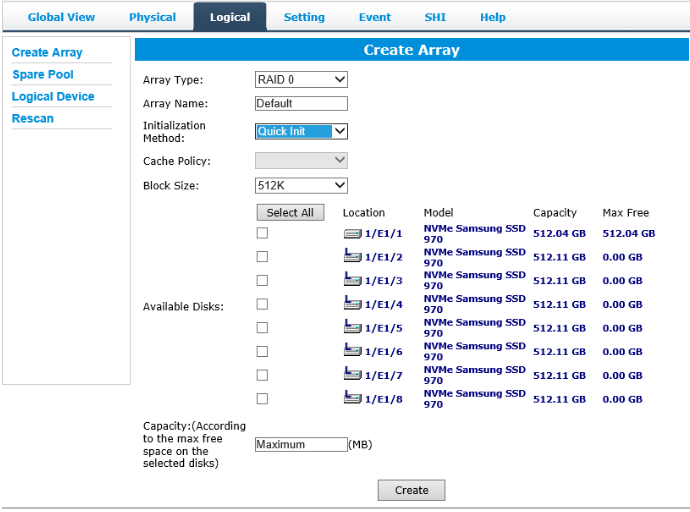 Global View Physical Logical Setting Event SHI Help
Create Array
Spare Pool
Logical Device
Rescan
Create Array
Array Type: RAID 0
Array Name: Default
Initialization
Method: Quick Init
Cache Policy:
Block Size: 512K
Select All Location Model Capacity Max Free
1/E1/1 NVMe Samsung SSD 970 512.04 GB 512.04 GB
1/E1/2 NVMe Samsung SSD 970 512.11 GB 0.00 GB
1/E1/3 NVMe Samsung SSD 970 512.11 GB 0.00 GB
Available Disks: 1/E1/4 NVMe Samsung SSD 970 512.11 GB 0.00 GB
1/E1/5 NVMe Samsung SSD 970 512.11 GB 0.00 GB
1/E1/6 NVMe Samsung SSD 970 512.11 GB 0.00 GB
1/E1/7 NVMe Samsung SSD 970 512.11 GB 0.00 GB
1/E1/8 NVMe Samsung SSD 970 512.11 GB 0.00 GB
Capacity:(According
to the max free
space on the
selected disks) Maximum (MB)
Create